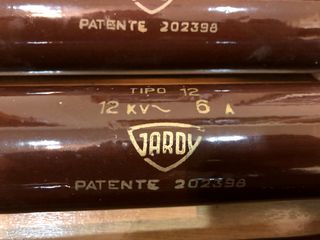 PATENTE 202398
TIPO 12
12 KV~ 6 A
JARDY
PATENTE 202398